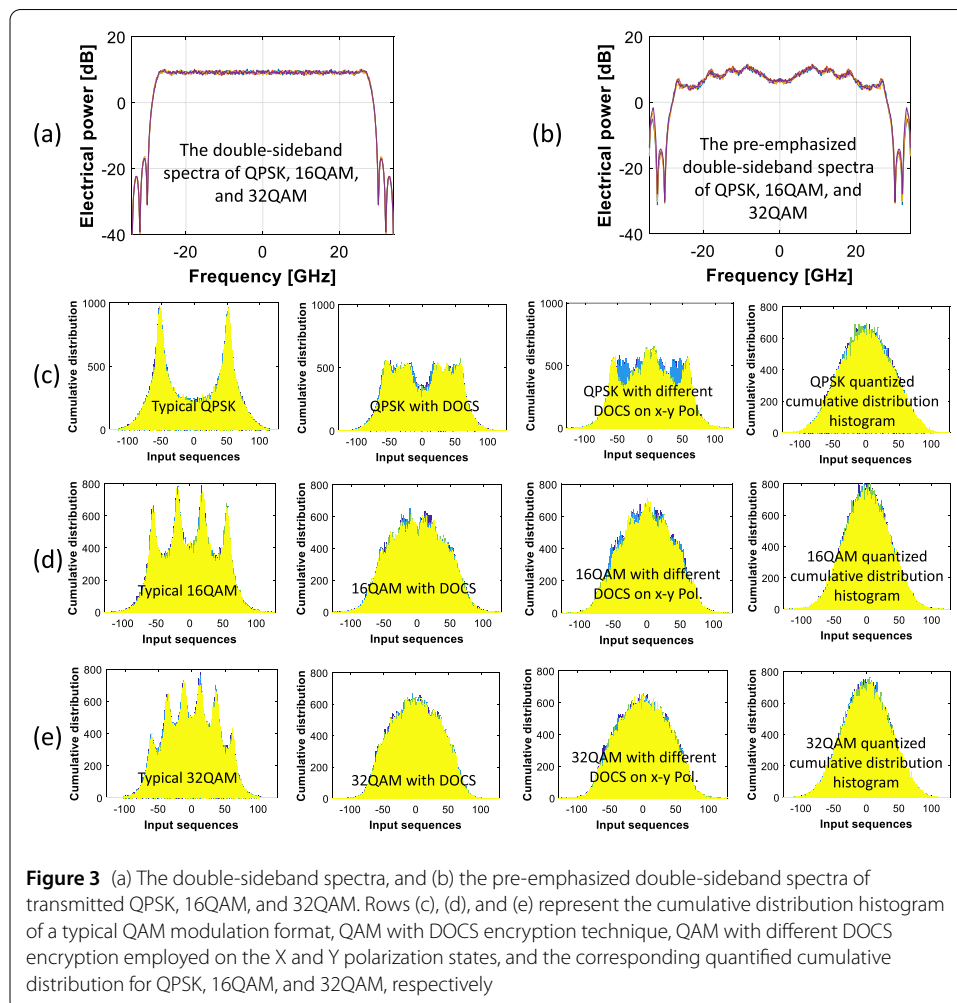 (a)
Electrical power [dB]
20
0
-20
-40
The double-sideband
spectra of QPSK, 16QAM,
and 32QAM
-20
0
20
Frequency [GHz]
(b)
Electrical power [dB]
20
0
-20
-40
The pre-emphasized
double-sideband spectra
of QPSK, 16QAM, and
32QAM
-20
0
20
Frequency [GHz]
(c)
Cumulative distribution
1000
500
0
Typical QPSK
-100 -50 0 50 100
Input sequences
Cumulative distribution
1000
500
0
QPSK with DOCS
-100 -50 0 50 100
Input sequences
Cumulative distribution
1000
500
0
QPSK with different
DOCS on x-y Pol.
-100 -50 0 50 100
Input sequences
Cumulative distribution
800
600
400
200
0
QPSK quantized
cumulative distribution
histogram
-100 -50 0 50 100
Input sequences
(d)
Cumulative distribution
800
600
400
200
0
Typical 16QAM
-100 -50 0 50 100
Input sequences
Cumulative distribution
800
600
400
200
0
16QAM with DOCS
-100 -50 0 50 100
Input sequences
Cumulative distribution
800
600
400
200
0
16QAM with different
DOCS on x-y Pol.
-100 -50 0 50 100
Input sequences
Cumulative distribution
800
600
400
200
0
16QAM quantized
cumulative distribution
histogram
-100 -50 0 50 100
Input sequences
(e)
Cumulative distribution
800
600
400
200
0
Typical 32QAM
-100 -50 0 50 100
Input sequences
Cumulative distribution
800
600
400
200
0
32QAM with DOCS
-100 -50 0 50 100
Input sequences
Cumulative distribution
800
600
400
200
0
32QAM with different
DOCS on x-y Pol.
-100 -50 0 50 100
Input sequences
Cumulative distribution
800
600
400
200
0
32QAM quantized
cumulative distribution
histogram
-100 -50 0 50 100
Input sequences
Figure 3 (a) The double-sideband spectra, and (b) the pre-emphasized double-sideband spectra of
transmitted QPSK, 16QAM, and 32QAM. Rows (c), (d), and (e) represent the cumulative distribution histogram
of a typical QAM modulation format, QAM with DOCS encryption technique, QAM with different DOCS
encryption employed on the X and Y polarization states, and the corresponding quantified cumulative
distribution for QPSK, 16QAM, and 32QAM, respectively